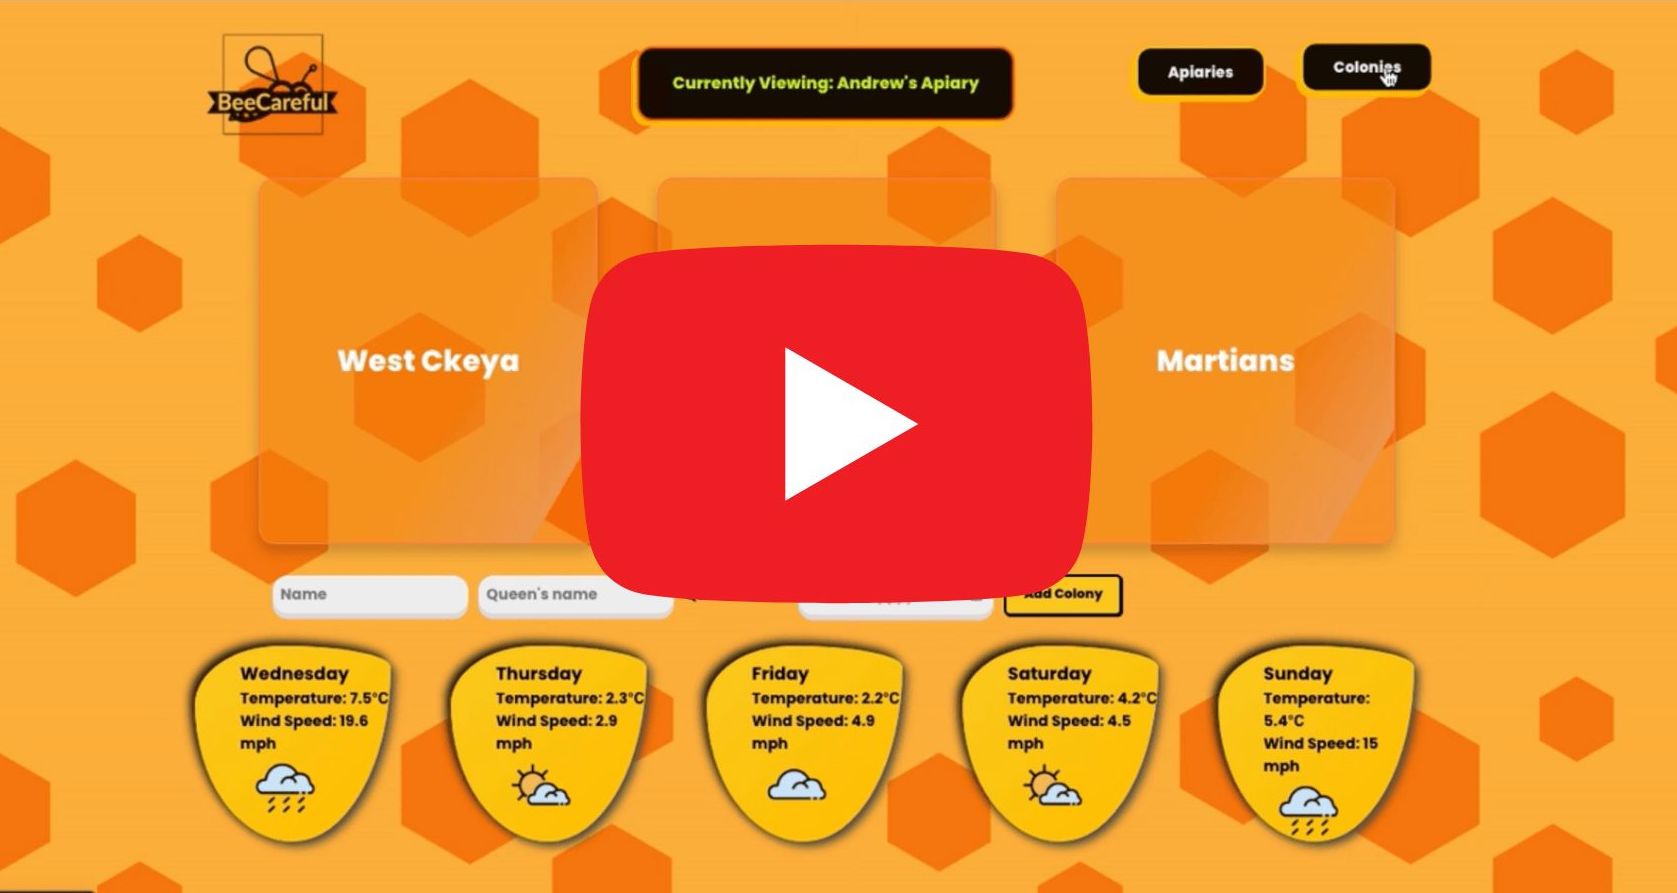 BeeCareful
Currently Viewing: Andrew's Apiary
Apiaries
Colonies
West Ckeya
Martians
Name
Queen's name
Add Colony
Wednesday
Temperature: 7.5°C
Wind Speed: 19.6
mph
Thursday
Temperature: 2.3°C
Wind Speed: 2.9
mph
Friday
Temperature: 2.2°C
Wind Speed: 4.9
mph
Saturday
Temperature: 4.2°C
Wind Speed: 4.5
mph
Sunday
Temperature:
5.4°C
Wind Speed: 15
mph